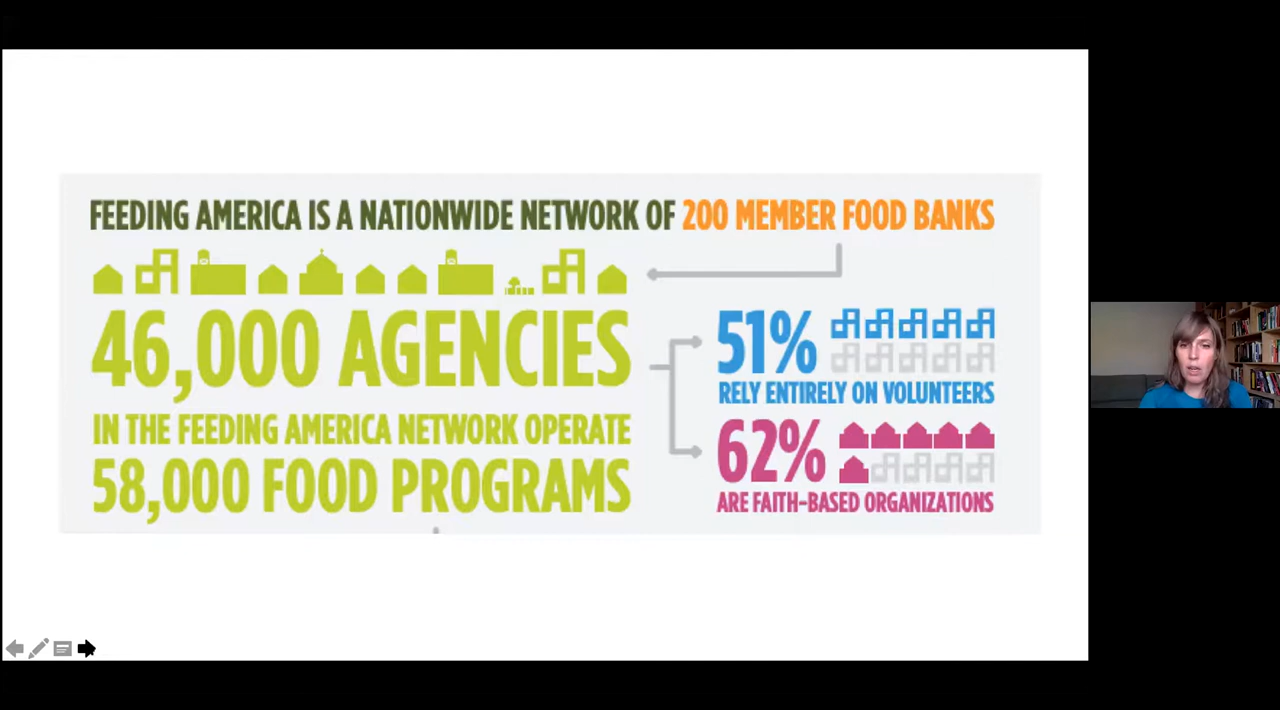 FEEDING AMERICA IS A NATIONWIDE NETWORK OF 200 MEMBER FOOD BANKS
46,000 AGENCIES
IN THE FEEDING AMERICA NETWORK OPERATE
58,000 FOOD PROGRAMS
51%
RELY ENTIRELY ON VOLUNTEERS
62%
ARE FAITH-BASED ORGANIZATIONS